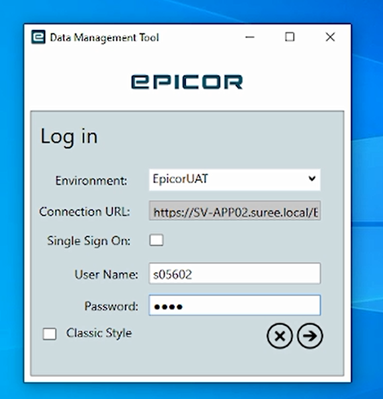 Data Management Tool
EPICOR
Log in
Environment: EpicorUAT
Connection URL: https://SV-APP02.suree.local/E
Single Sign On:
User Name: s05602
Password: ●●●●
Classic Style